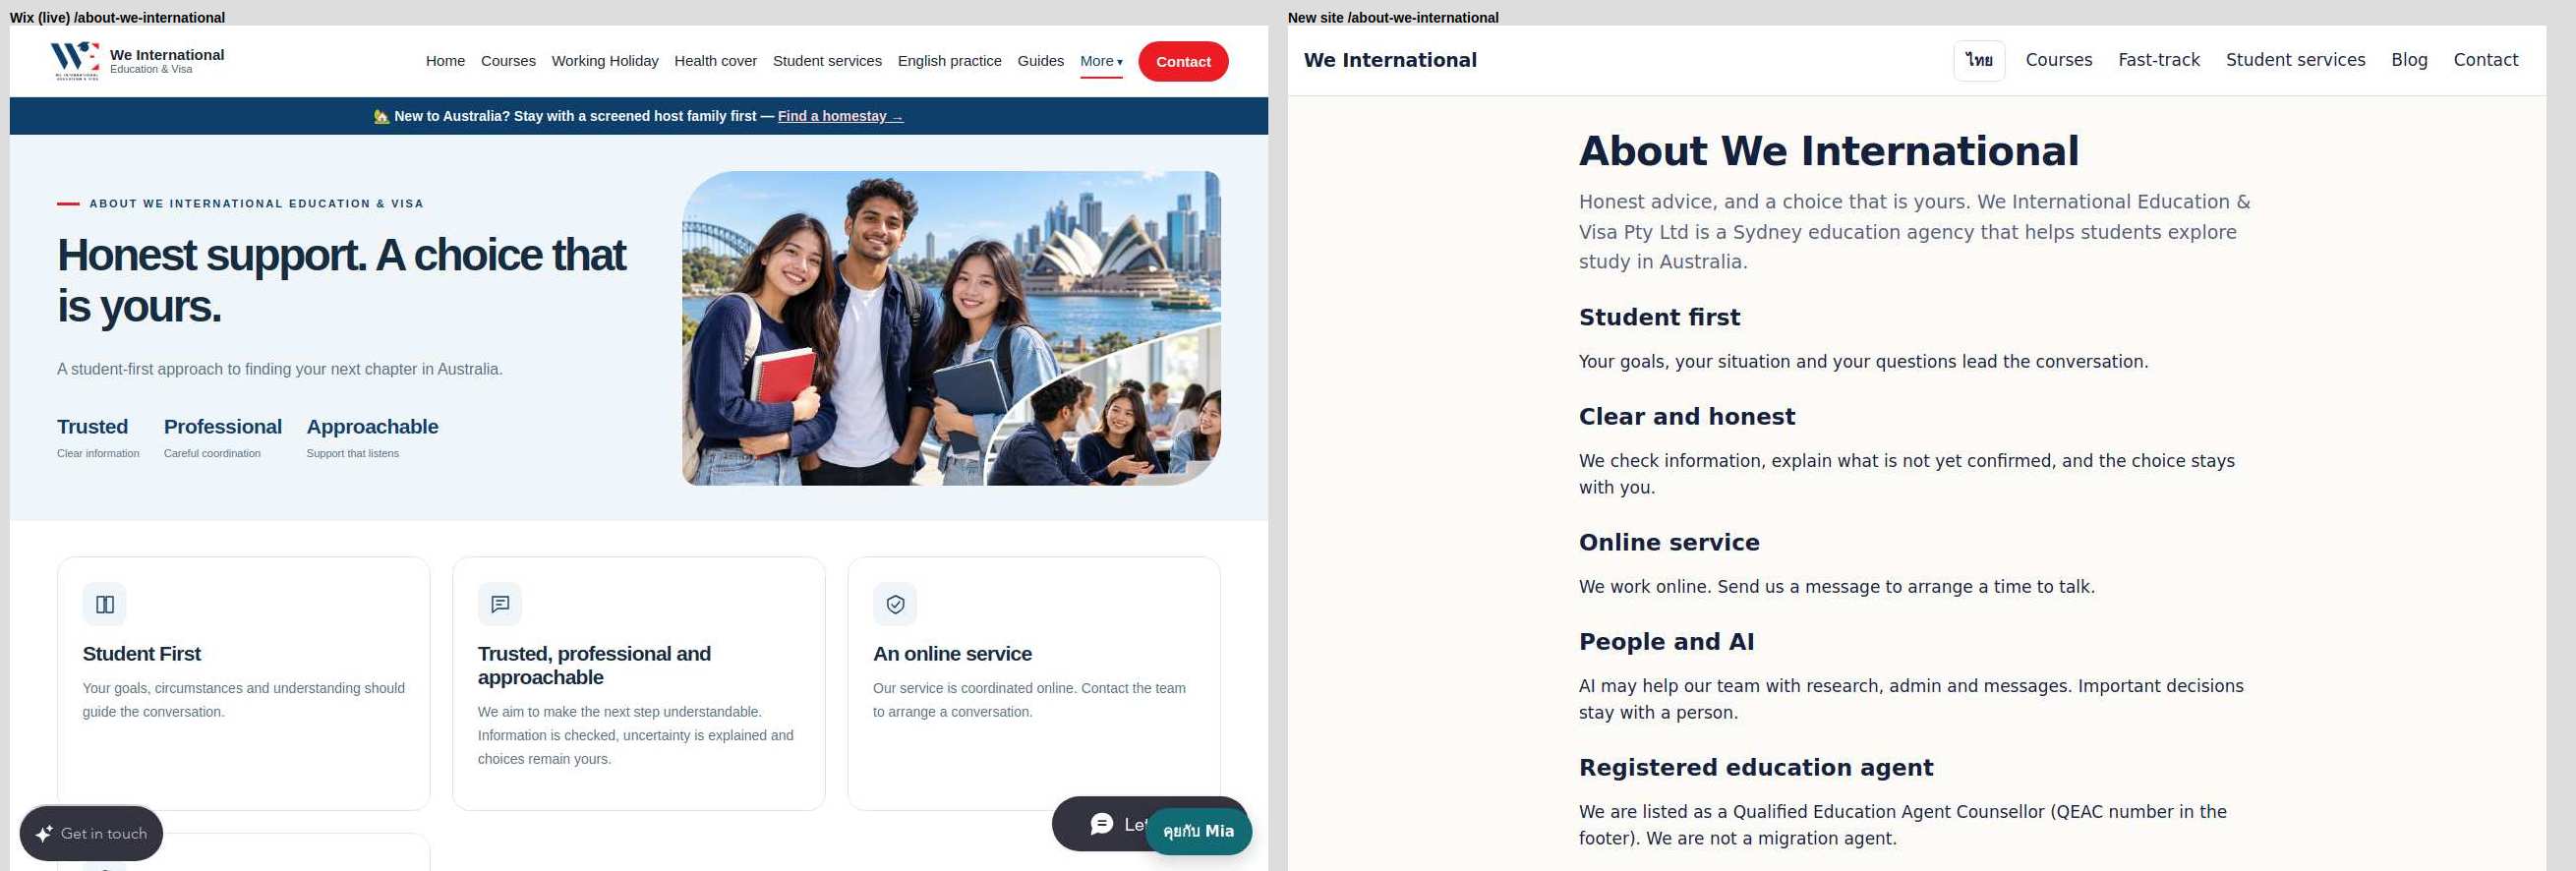 Wix (live) /about-we-international
We International
Education & Visa
Home Courses Working Holiday Health cover Student services English practice Guides More ▾ Contact
🏡 New to Australia? Stay with a screened host family first — Find a homestay →
ABOUT WE INTERNATIONAL EDUCATION & VISA
Honest support. A choice that
is yours.
A student-first approach to finding your next chapter in Australia.
Trusted Professional Approachable
Clear information Careful coordination Support that listens
Student First
Your goals, circumstances and understanding should
guide the conversation.
Trusted, professional and
approachable
We aim to make the next step understandable.
Information is checked, uncertainty is explained and
choices remain yours.
An online service
Our service is coordinated online. Contact the team
to arrange a conversation.
Get in touch
คุยกับ Mia
New site /about-we-international
We International
ไทย Courses Fast-track Student services Blog Contact
About We International
Honest advice, and a choice that is yours. We International Education &
Visa Pty Ltd is a Sydney education agency that helps students explore
study in Australia.
Student first
Your goals, your situation and your questions lead the conversation.
Clear and honest
We check information, explain what is not yet confirmed, and the choice stays
with you.
Online service
We work online. Send us a message to arrange a time to talk.
People and AI
AI may help our team with research, admin and messages. Important decisions
stay with a person.
Registered education agent
We are listed as a Qualified Education Agent Counsellor (QEAC number in the
footer). We are not a migration agent.